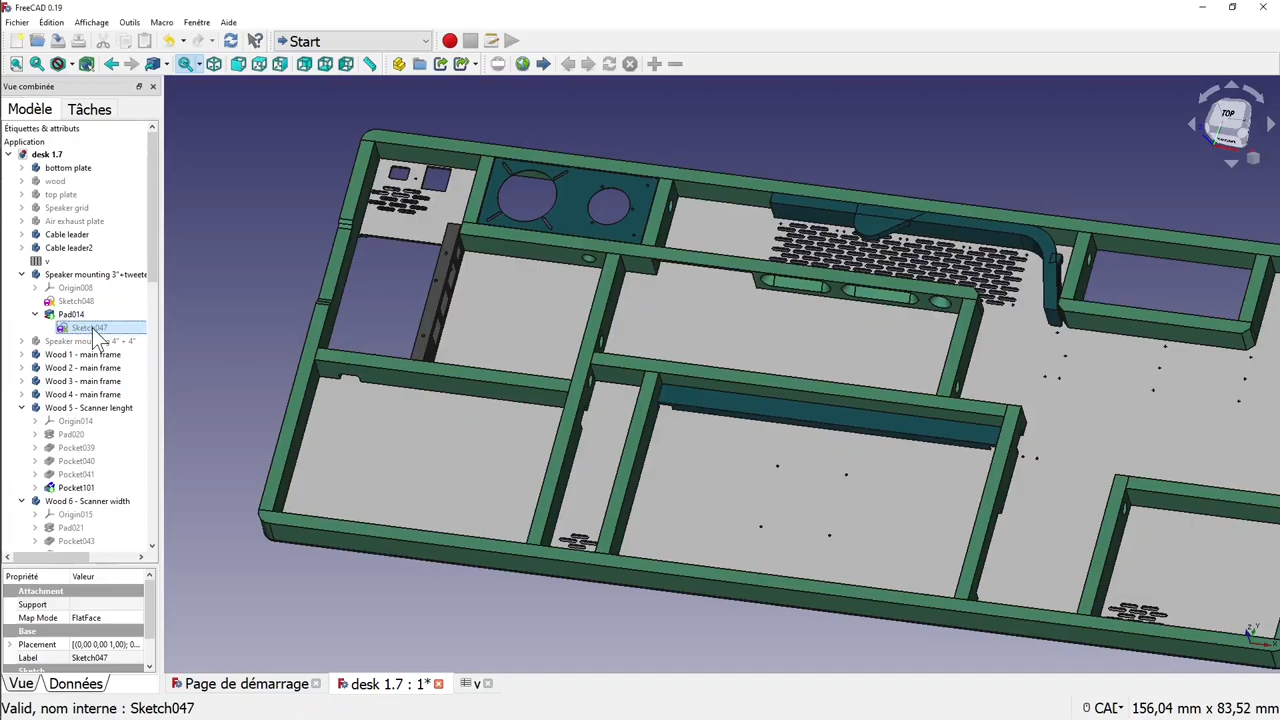 FreeCAD 0.19
Fichier Édition Affichage Outils Macro Fenêtre Aide
Start
Vue combinée
Modèle Tâches
Étiquettes & attributs
Application
desk 1.7
bottom plate
wood
top plate
Speaker grid
Air exhaust plate
Cable leader
Cable leader2
v
Speaker mounting 3"+tweete
Origin008
Sketch048
Pad014
Sketch047
4" + 4"
Wood 1 - main frame
Wood 2 - main frame
Wood 3 - main frame
Wood 4 - main frame
Wood 5 - Scanner lenght
Origin014
Pad020
Pocket039
Pocket040
Pocket041
Pocket101
Wood 6 - Scanner width
Origin015
Pad021
Pocket043
Propriété Valeur
Attachment
Support
Map Mode FlatFace
Base
Placement [(0,00 0,00 1,00); 0...
Label Sketch047
Sketch
Vue Données
Page de démarrage desk 1.7 : 1* v
Valid, nom interne : Sketch047
CAD 156,04 mm x 83,52 mm
TOP
Z Y
X